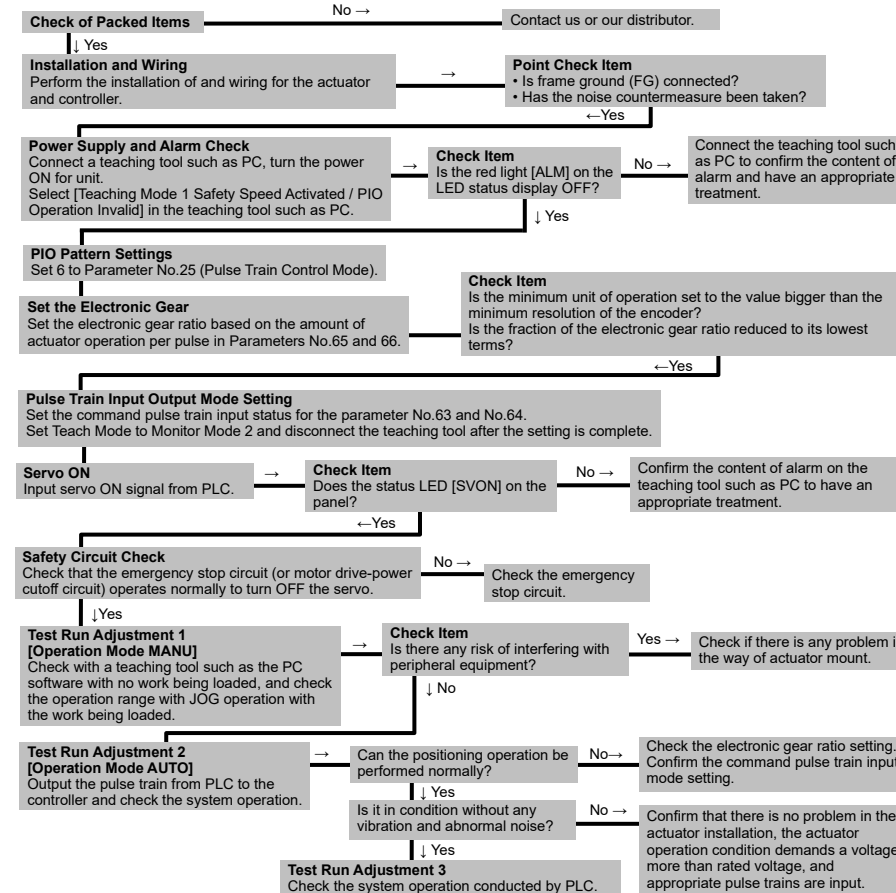 Check of Packed Items
No →
Contact us or our distributor.
↓ Yes
Installation and Wiring
Perform the installation of and wiring for the actuator
and controller.
→
Point Check Item
• Is frame ground (FG) connected?
• Has the noise countermeasure been taken?
←Yes
Power Supply and Alarm Check
Connect a teaching tool such as PC, turn the power
ON for unit.
Select [Teaching Mode 1 Safety Speed Activated / PIO
Operation Invalid] in the teaching tool such as PC.
→
Check Item
Is the red light [ALM] on the
LED status display OFF?
No →
Connect the teaching tool such
as PC to confirm the content of
alarm and have an appropriate
treatment.
↓ Yes
PIO Pattern Settings
Set 6 to Parameter No.25 (Pulse Train Control Mode).
Set the Electronic Gear
Set the electronic gear ratio based on the amount of
actuator operation per pulse in Parameters No.65 and 66.
Check Item
Is the minimum unit of operation set to the value bigger than the
minimum resolution of the encoder?
Is the fraction of the electronic gear ratio reduced to its lowest
terms?
←Yes
Pulse Train Input Output Mode Setting
Set the command pulse train input status for the parameter No.63 and No.64.
Set Teach Mode to Monitor Mode 2 and disconnect the teaching tool after the setting is complete.
Servo ON
Input servo ON signal from PLC.
→
Check Item
Does the status LED [SVON] on the
panel?
No →
Confirm the content of alarm on the
teaching tool such as PC to have an
appropriate treatment.
←Yes
Safety Circuit Check
Check that the emergency stop circuit (or motor drive-power
cutoff circuit) operates normally to turn OFF the servo.
No →
Check the emergency
stop circuit.
↓Yes
Test Run Adjustment 1
[Operation Mode MANU]
Check with a teaching tool such as the PC
software with no work being loaded, and check
the operation range with JOG operation with
the work being loaded.
→
Check Item
Is there any risk of interfering with
peripheral equipment?
Yes →
Check if there is any problem i
the way of actuator mount.
↓ No
Test Run Adjustment 2
[Operation Mode AUTO]
Output the pulse train from PLC to the
controller and check the system operation.
→
Can the positioning operation be
performed normally?
No→
Check the electronic gear ratio setting.
Confirm the command pulse train input
mode setting.
↓ Yes
Is it in condition without any
vibration and abnormal noise?
No →
Confirm that there is no problem in the
actuator installation, the actuator
operation condition demands a voltage
more than rated voltage, and
appropriate pulse trains are input.
↓ Yes
Test Run Adjustment 3
Check the system operation conducted by PLC.